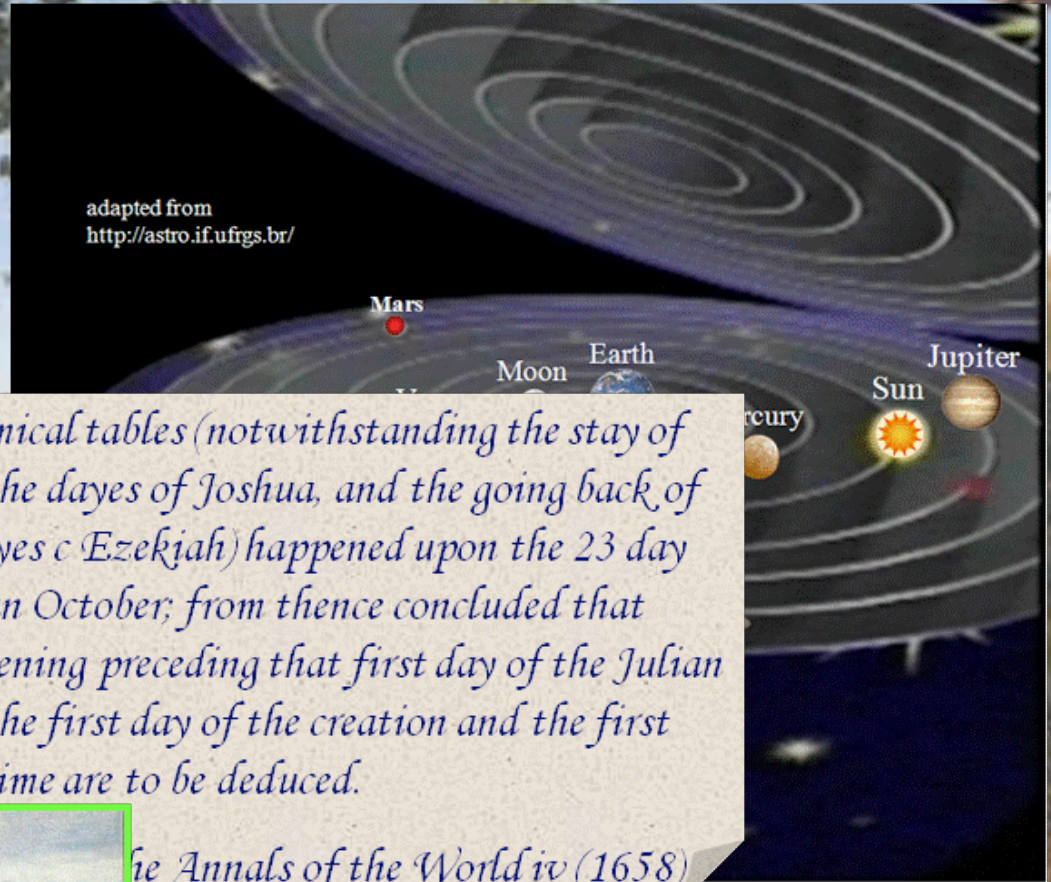 adapted from
http://astro.if.ufrgs.br/
Mars
Earth
Moon
Jupiter
Sun
rcury
nical tables (notwithstanding the stay of
he dayes of Joshua, and the going back of
yes c Ezekiah) happened upon the 23 day
n October; from thence concluded that
ening preceding that first day of the Julian
he first day of the creation and the first
ime are to be deduced.
he Annals of the World iv (1658)